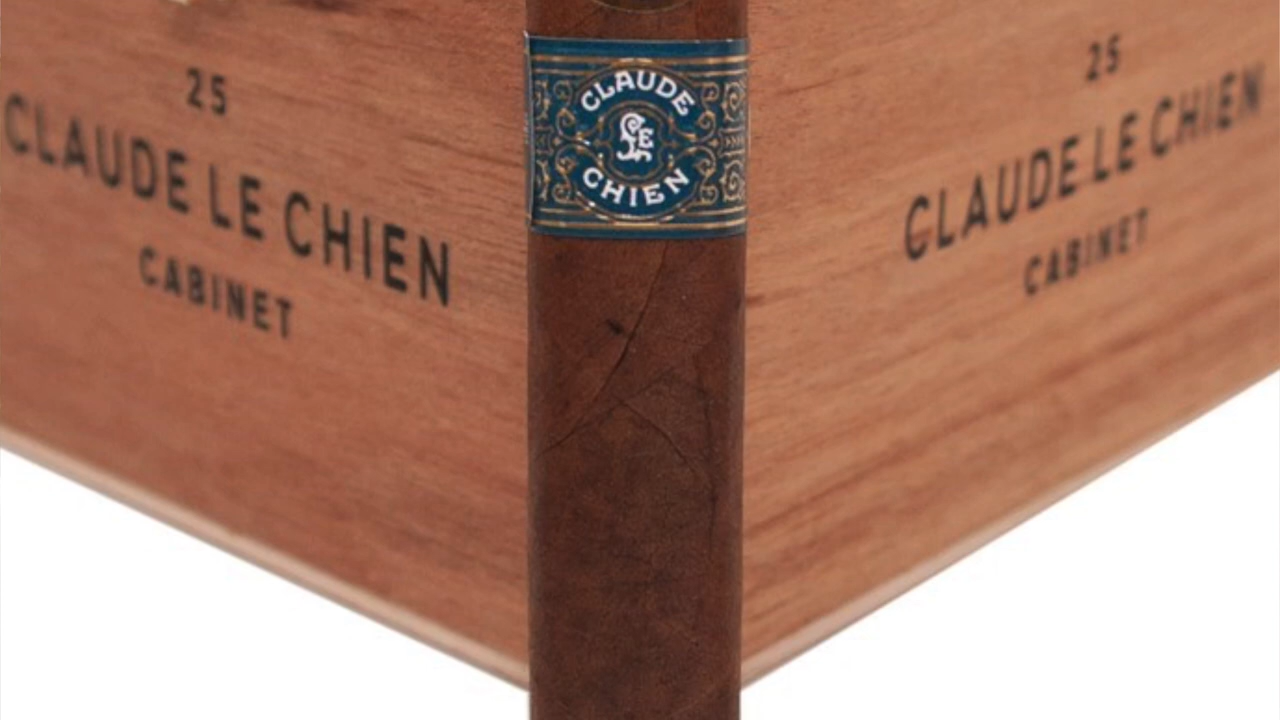 25
CLAUDE LE CHIEN
CABINET
CLAUDE
LE
CHIEN
25
CLAUDE LE CHIEN
CABINET